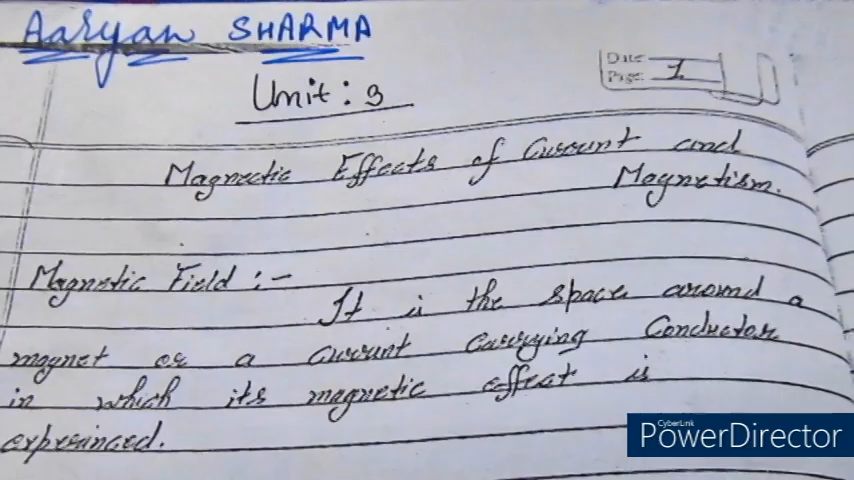 Aaryan SHARMA
Date
Page: 1
Unit: 3
Magnetic Effects of Current and
Magnetism.
Magnetic Field :-
It is the space around a
magnet or a current carrying Conductor
in which its magnetic effect is
expresinced.
CyberLink
PowerDirector